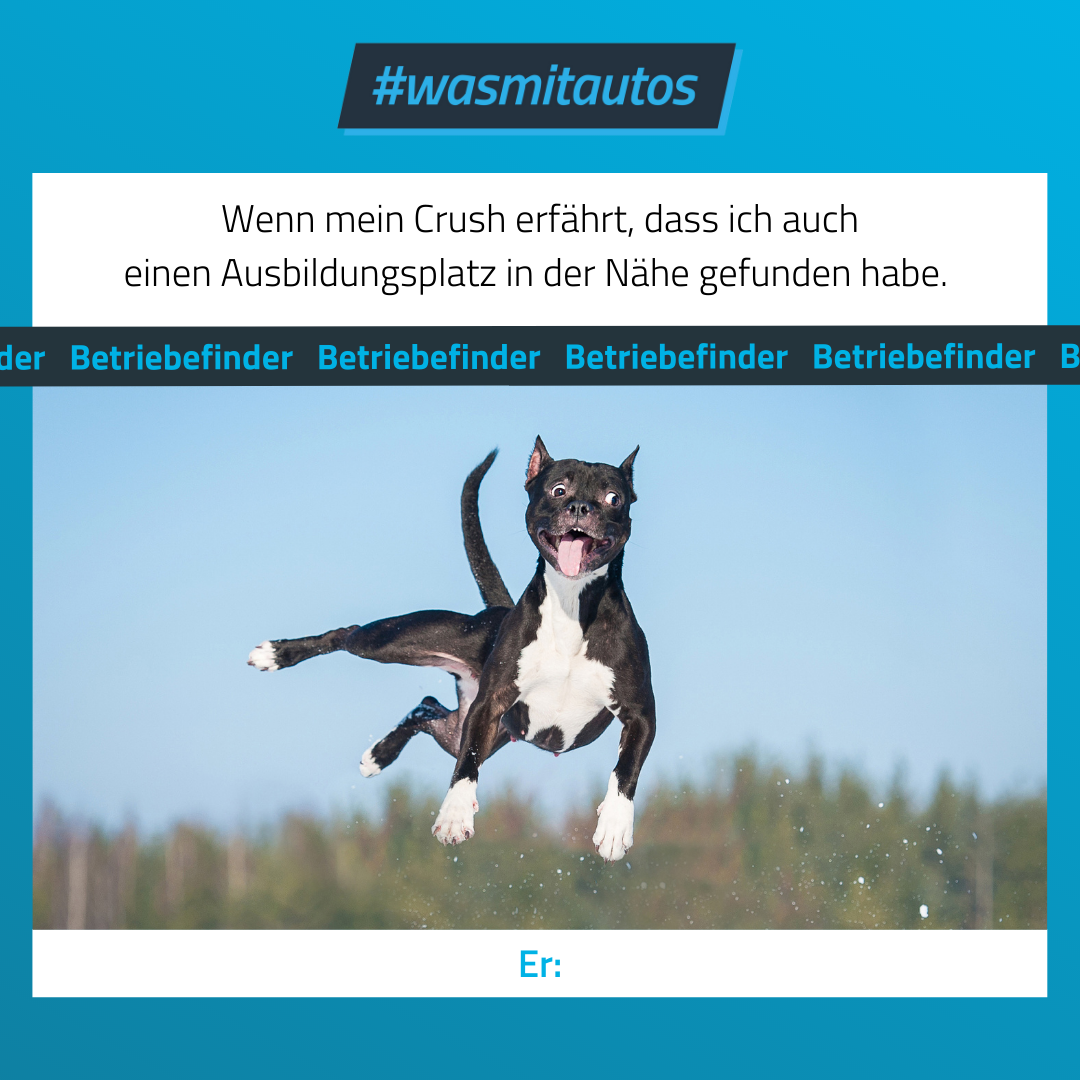 #wasmitautos
Wenn mein Crush erfährt, dass ich auch
einen Ausbildungsplatz in der Nähe gefunden habe.
der Betriebefinder Betriebefinder Betriebefinder Betriebefinder B
Er: